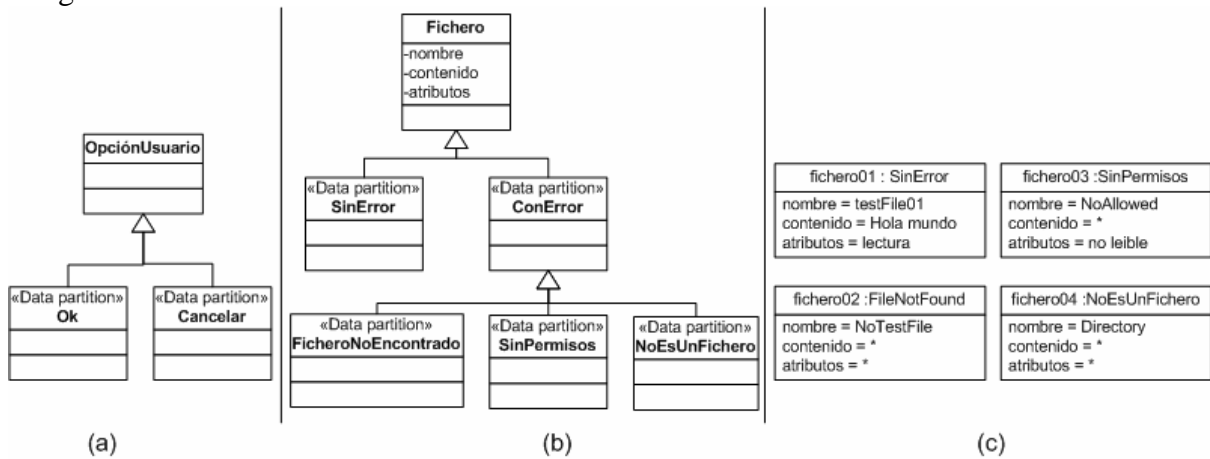 OpciónUsuario
«Data partition»
Ok
«Data partition»
Cancelar
(a)
Fichero
-nombre
-contenido
-atributos
«Data partition»
SinError
«Data partition»
ConError
«Data partition»
FicheroNoEncontrado
«Data partition»
SinPermisos
«Data partition»
NoEsUnFichero
(b)
fichero01 : SinError
nombre = testFile01
contenido = Hola mundo
atributos = lectura
fichero03 :SinPermisos
nombre = NoAllowed
contenido = *
atributos = no leible
fichero02 :FileNotFound
nombre = NoTestFile
contenido = *
atributos = *
fichero04 :NoEsUnFichero
nombre = Directory
contenido = *
atributos = *
(c)